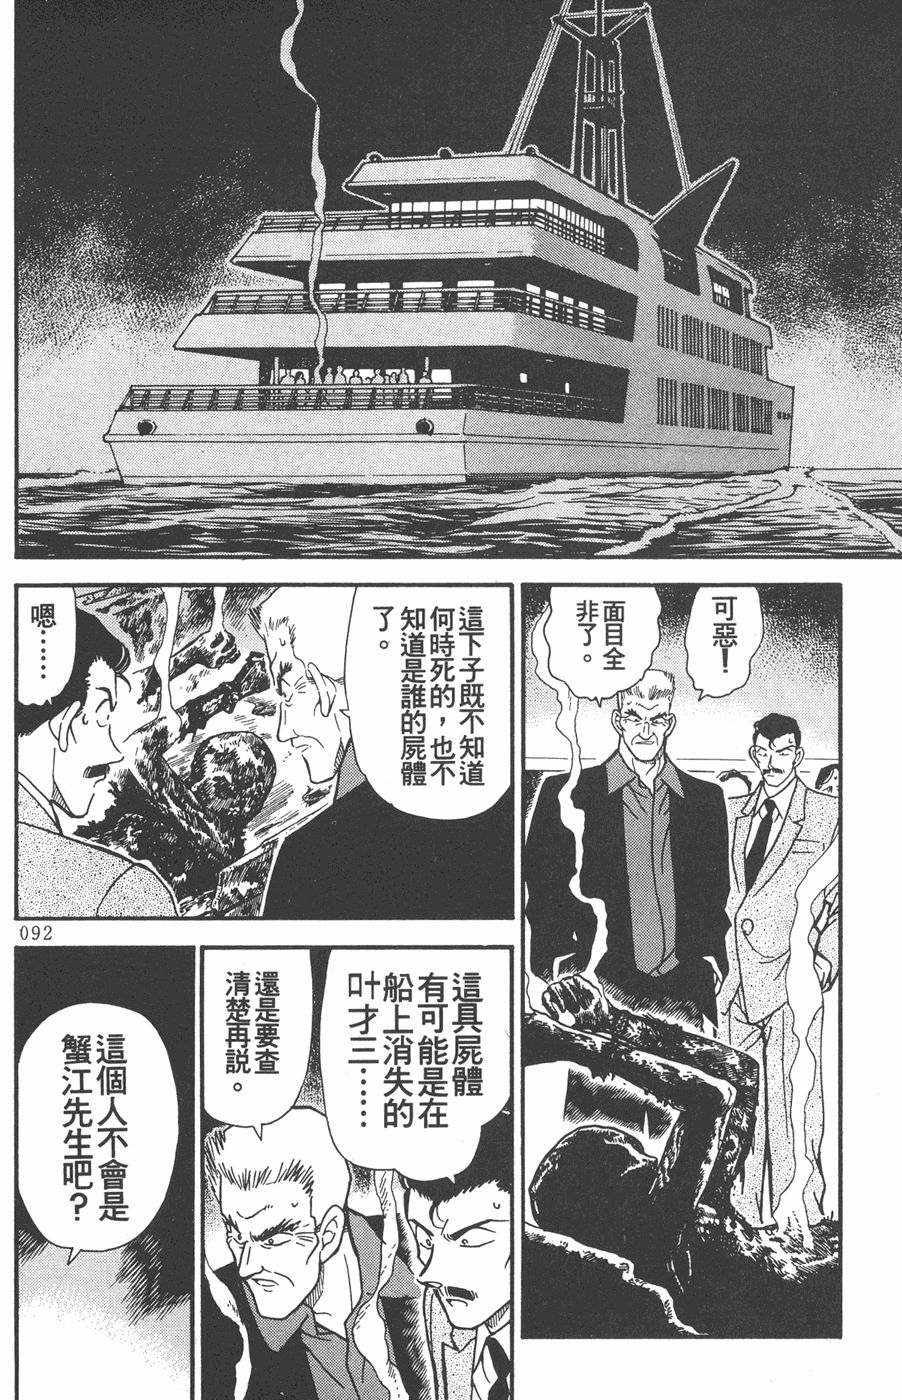 可惡！
面目全
非了。
這下子既不知道
何時死的，也不
知道是誰的屍體
了。
嗯……
092
這具屍體
有可能是在
船上消失的
叶才三……
還是要查
清楚再說。
這個人不會是
蟹江先生吧？